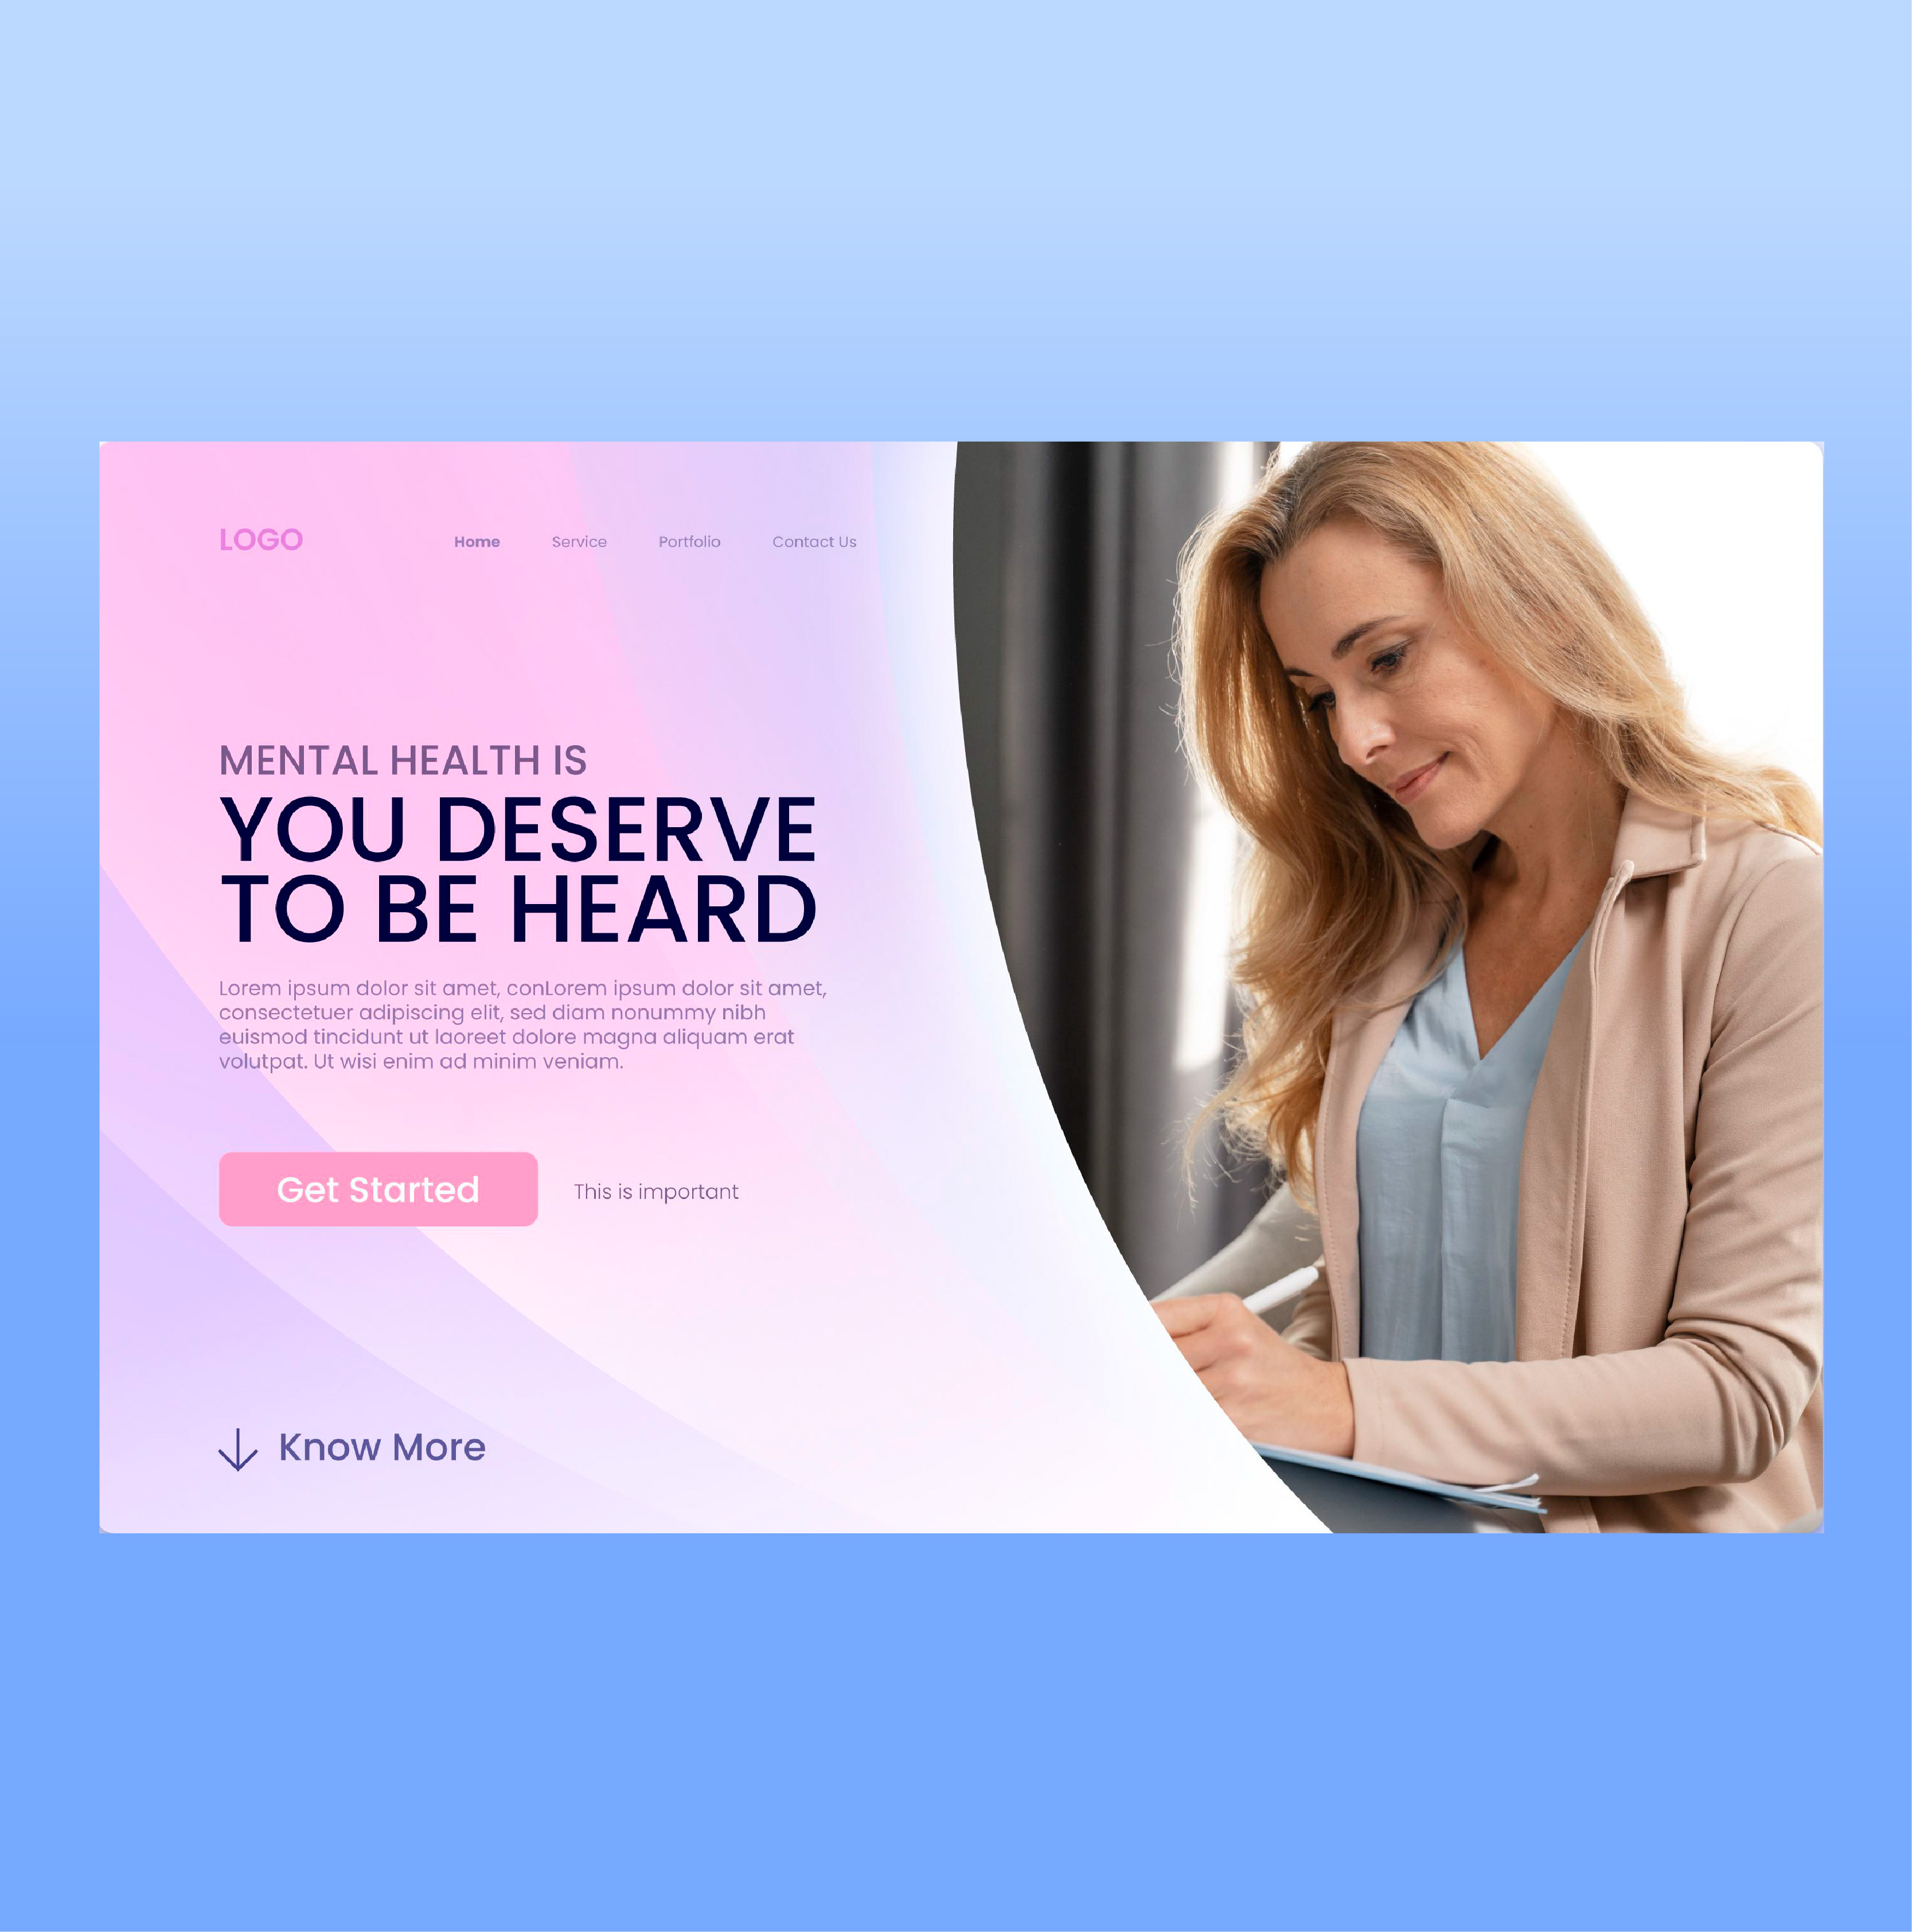 LOGO
Home Service Portfolio Contact Us
MENTAL HEALTH IS
YOU DESERVE
TO BE HEARD
Lorem ipsum dolor sit amet, conLorem ipsum dolor sit amet,
consectetuer adipiscing elit, sed diam nonummy nibh
euismod tincidunt ut laoreet dolore magna aliquam erat
volutpat. Ut wisi enim ad minim veniam.
Get Started
This is important
Know More